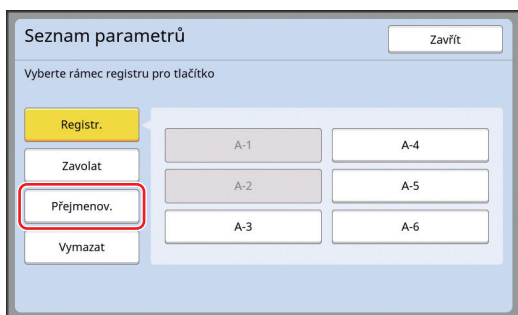 Seznam parametrů
Zavřít
Vyberte rámec registru pro tlačítko
Registr.
Zavolat
Přejmenov.
Vymazat
A-1
A-4
A-2
A-5
A-3
A-6